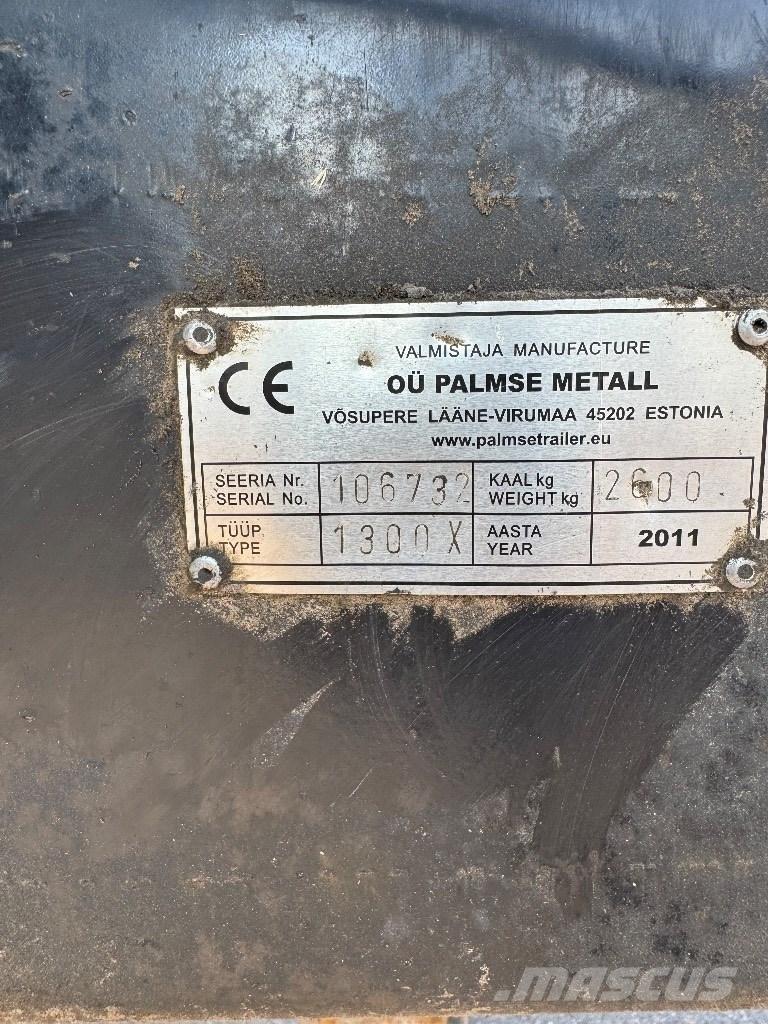 VALMISTAJA MANUFACTURE
CE
OÜ PALMSE METALL
VÕSUPERE LÄÄNE-VIRUMAA 45202 ESTONIA
www.palmsetrailer.eu
SEERIA Nr. 106732 KAAL kg 2600
SERIAL No. WEIGHT kg
TÜÜP 1300X AASTA 2011
TYPE YEAR
MASCUS